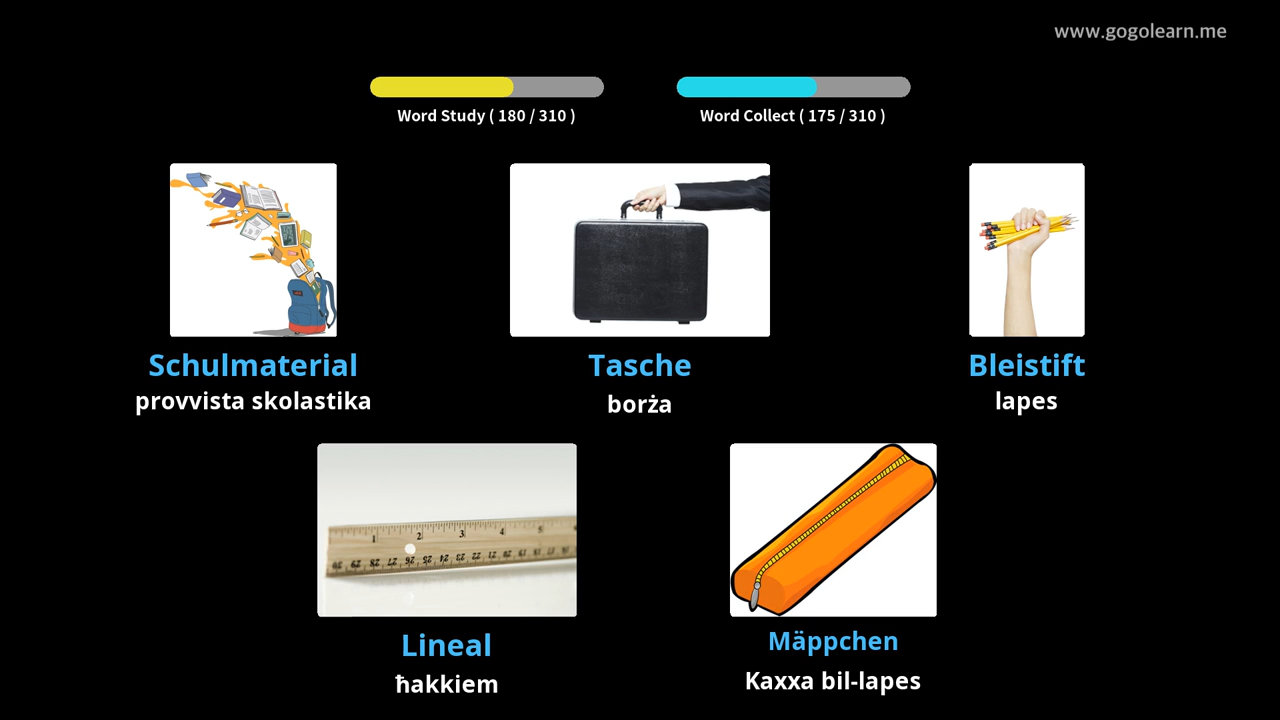 www.gogolearn.me
Word Study ( 180 / 310 )
Word Collect ( 175 / 310 )
Schulmaterial
provvista skolastika
Tasche
borża
Bleistift
lapes
Lineal
ħakkiem
Mäppchen
Kaxxa bil-lapes